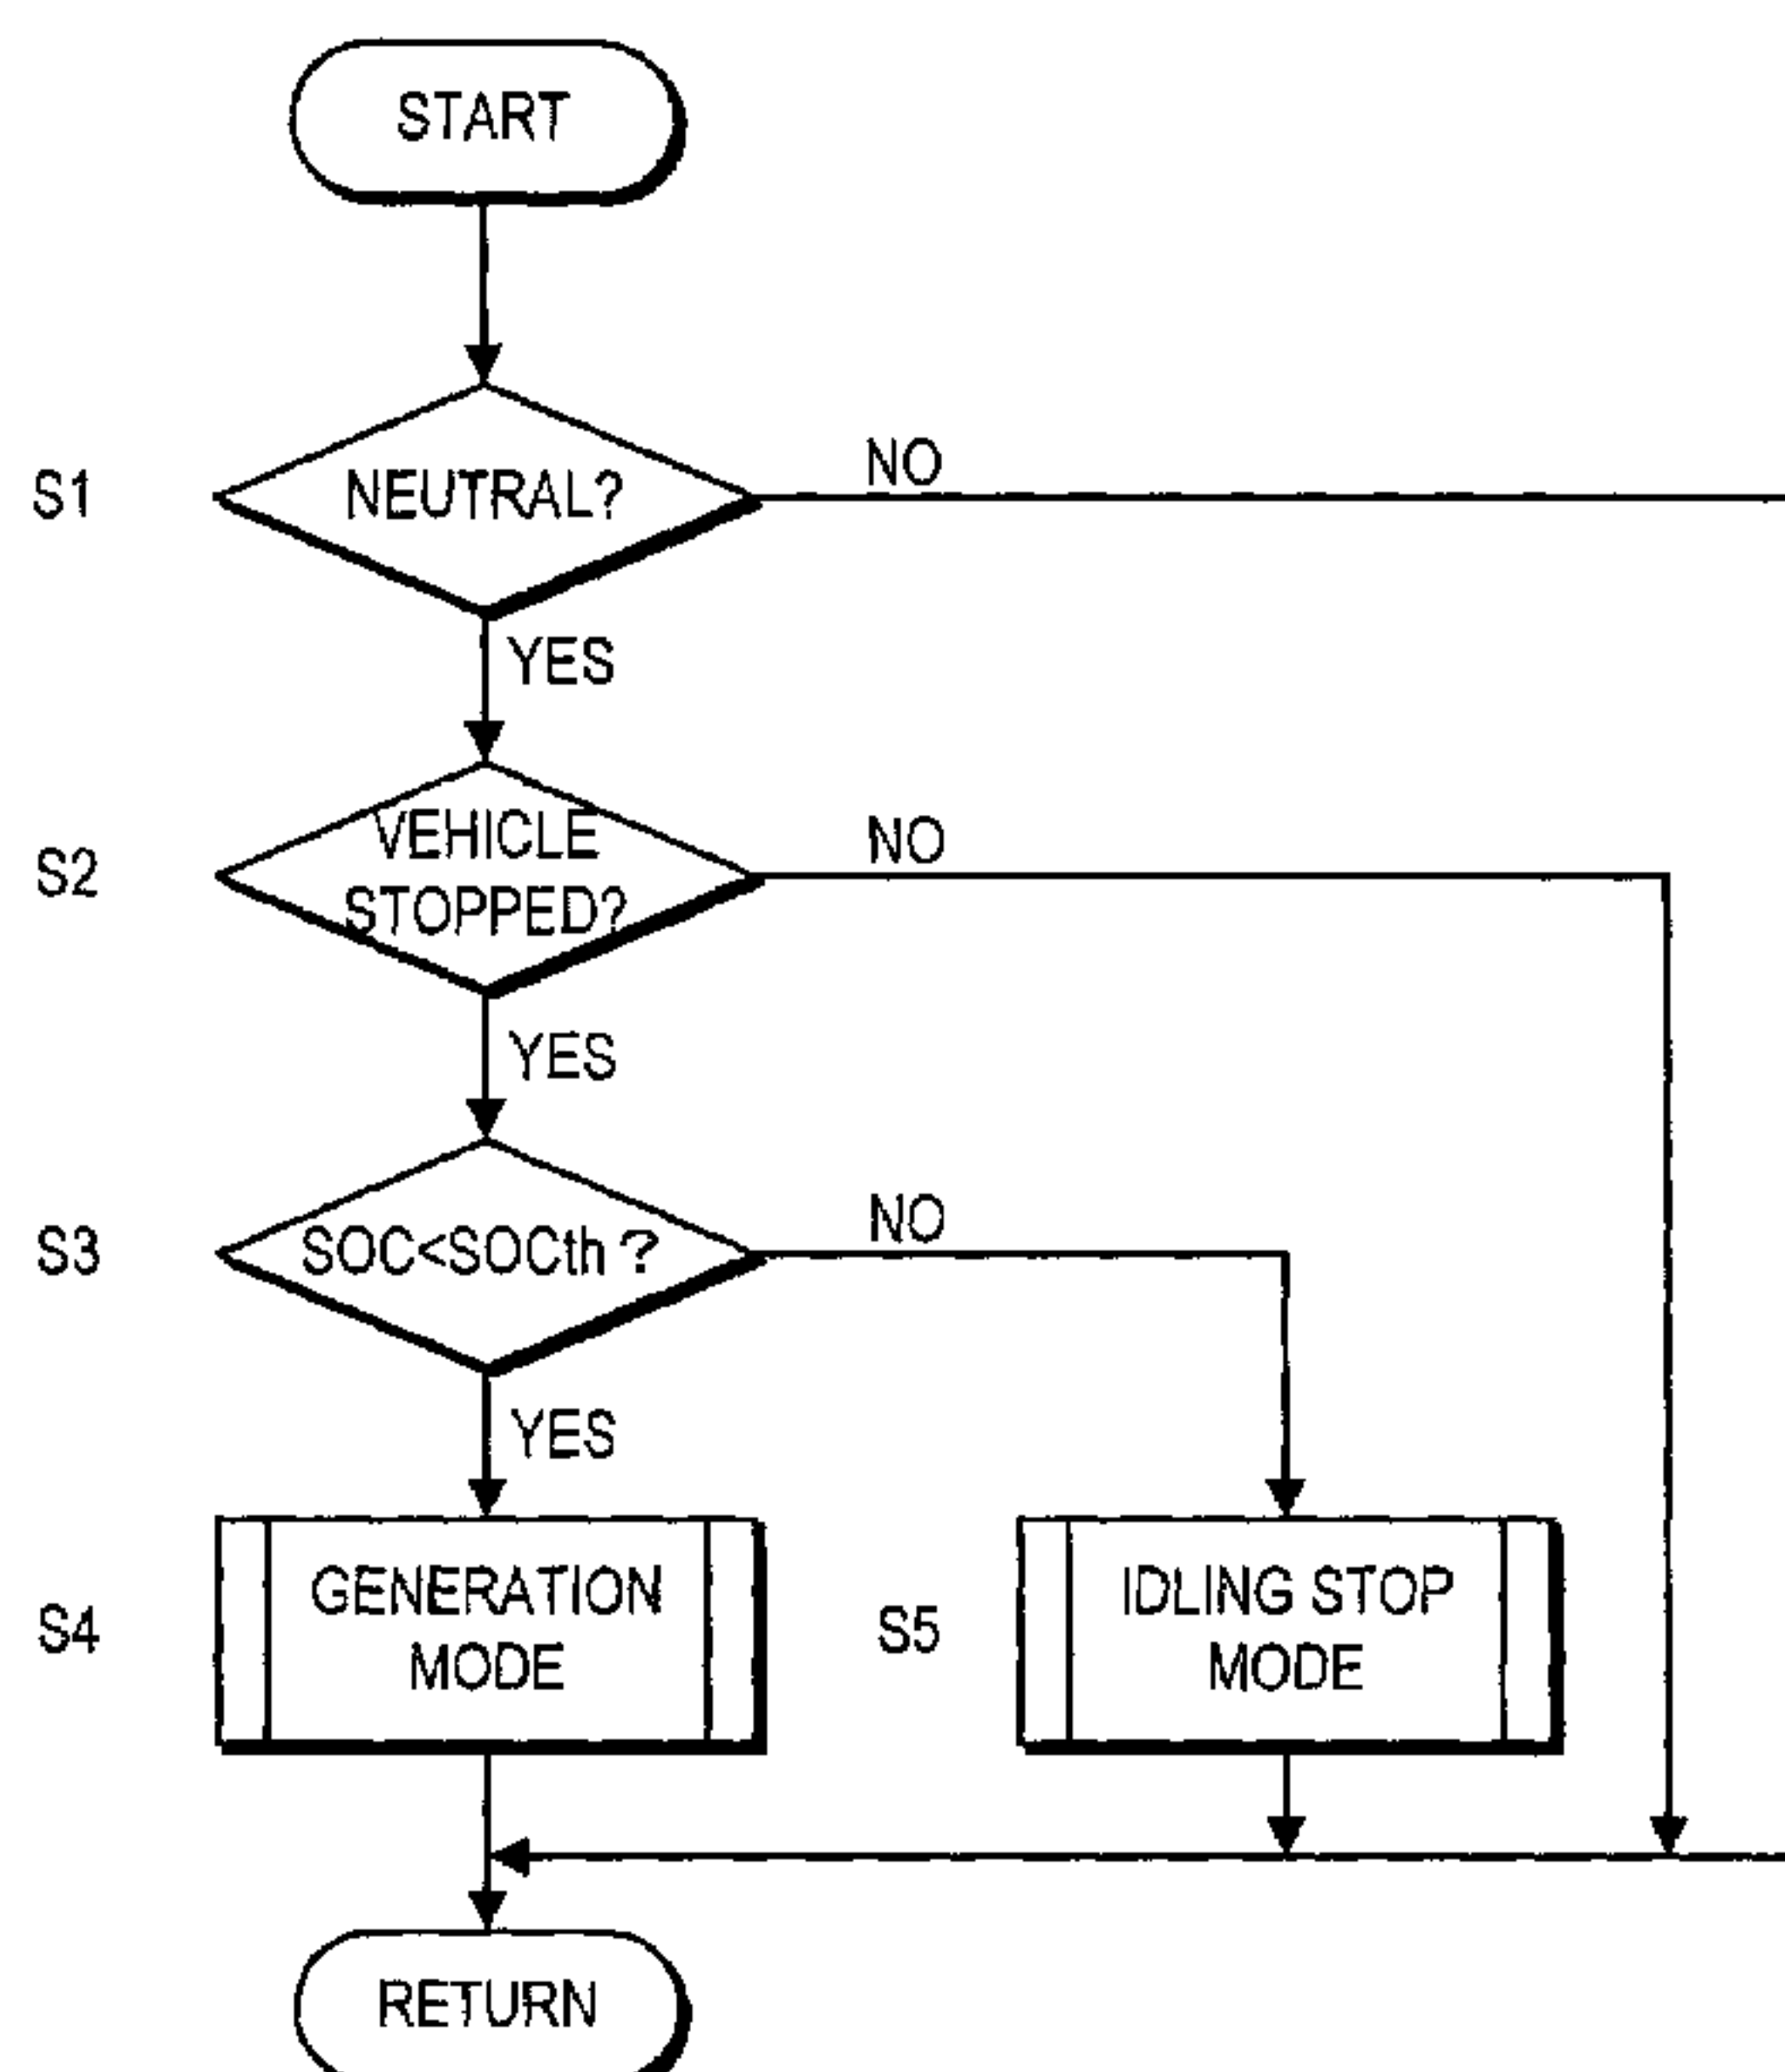 START
S1
NEUTRAL?
NO
YES
S2
VEHICLE
STOPPED?
NO
YES
S3
SOC<SOCth ?
NO
YES
S4
GENERATION
MODE
S5
IDLING STOP
MODE
RETURN